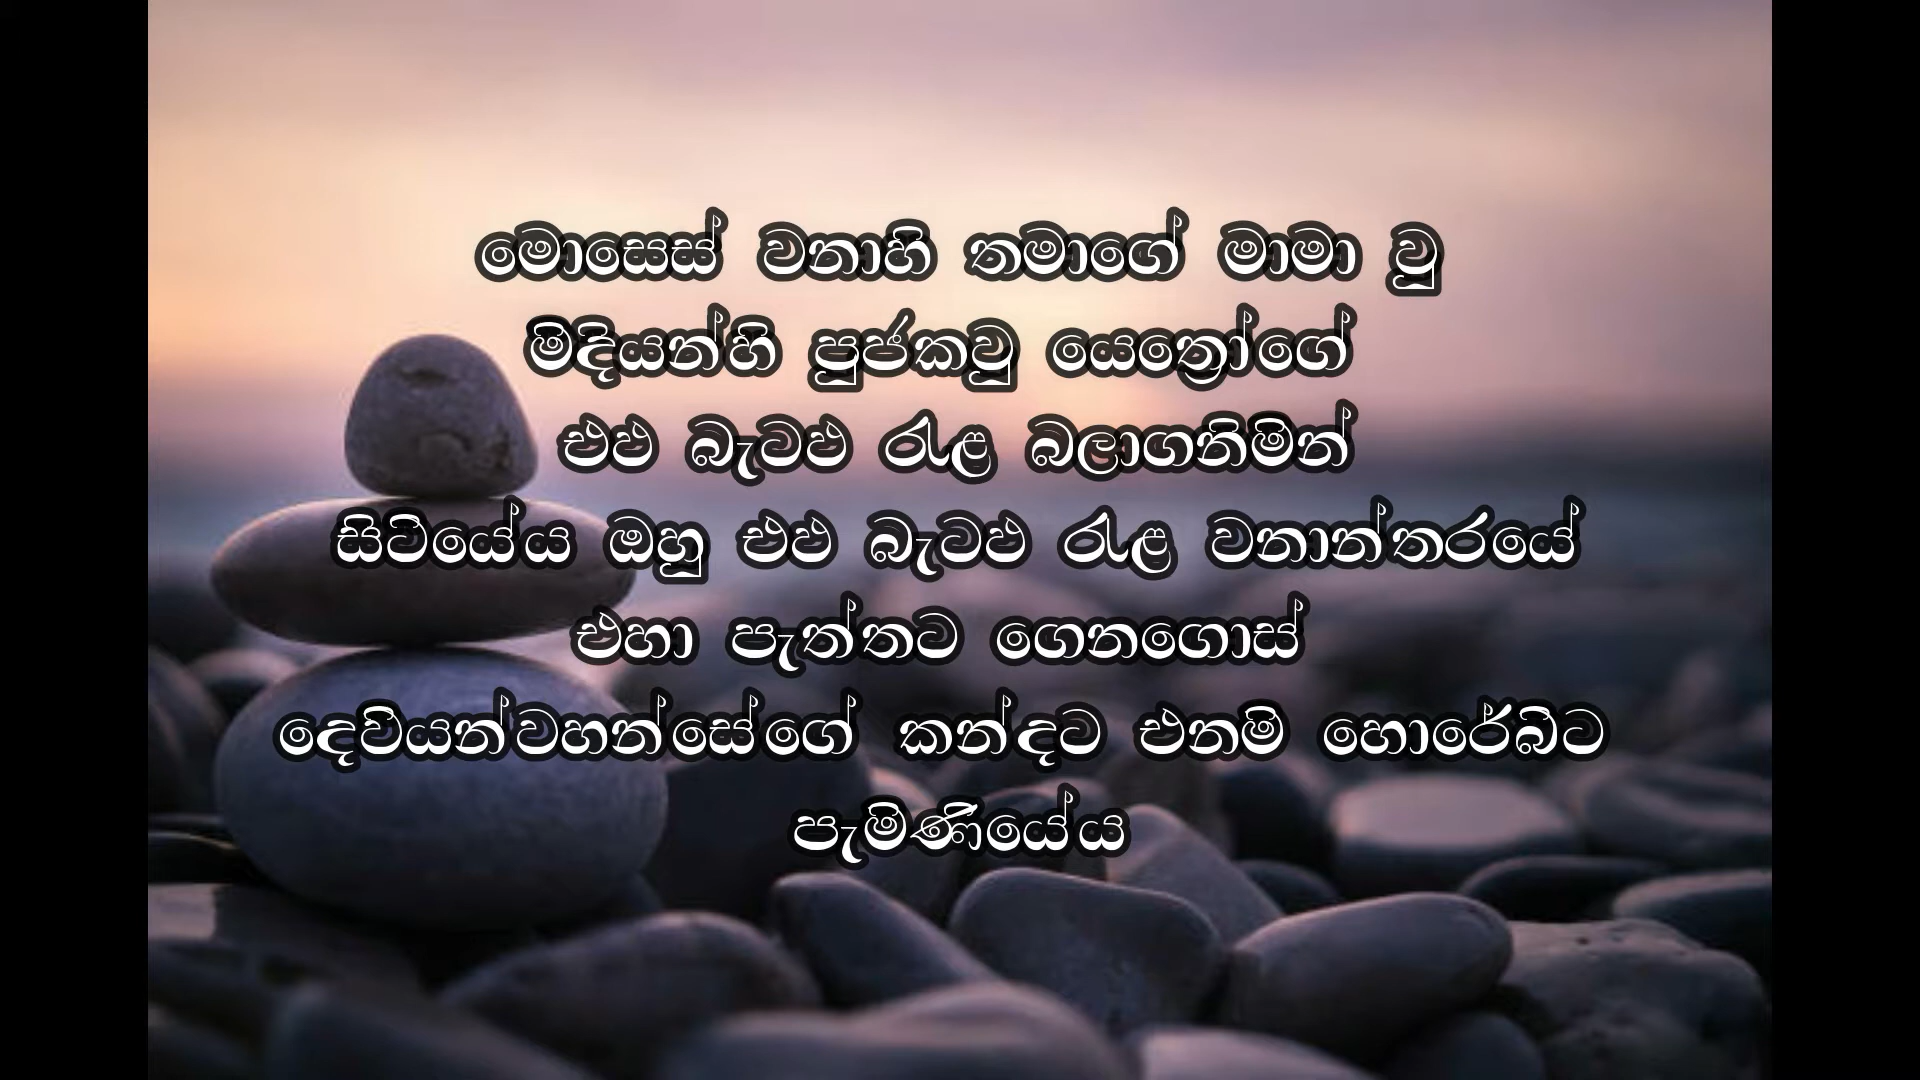 මොසෙස් වනාහි තමාගේ මාමා වු
මිදියන්හි පුජකවු යෙත්‍රෝගේ
එළු බැටළු රැළ බලාගනිමින්
සිටියේය ඔහු එළු බැටළු රැළ වනාන්තරයේ
එහා පැත්තට ගෙනගොස්
දෙවියන්වහන්සේගේ කන්දට එනම් හොරේබ්ට
පැමිණියේය